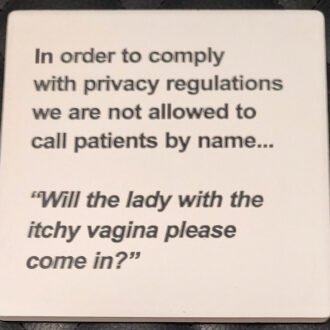 In order to comply
with privacy regulations
we are not allowed to
call patients by name...
“Will the lady with the
itchy vagina please
come in?”